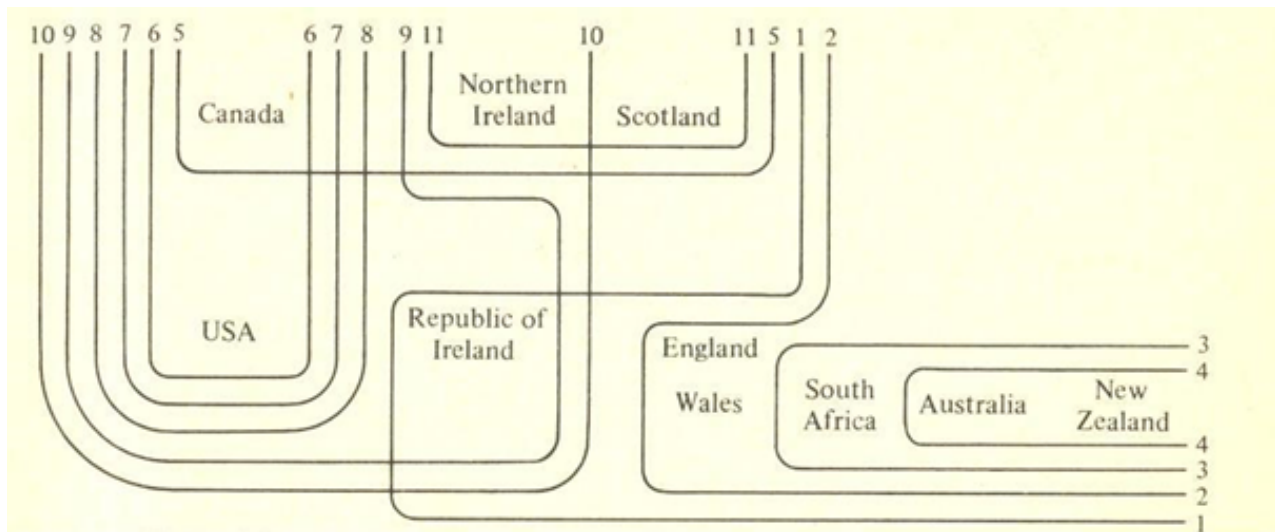 10 9 8 7 6 5 6 7 8 9 11 10 11 5 1 2
Northern
Ireland
Canada
Scotland
Republic of
Ireland
USA
England
Wales
South
Africa
Australia
New
Zealand
3
4
4
3
2
1